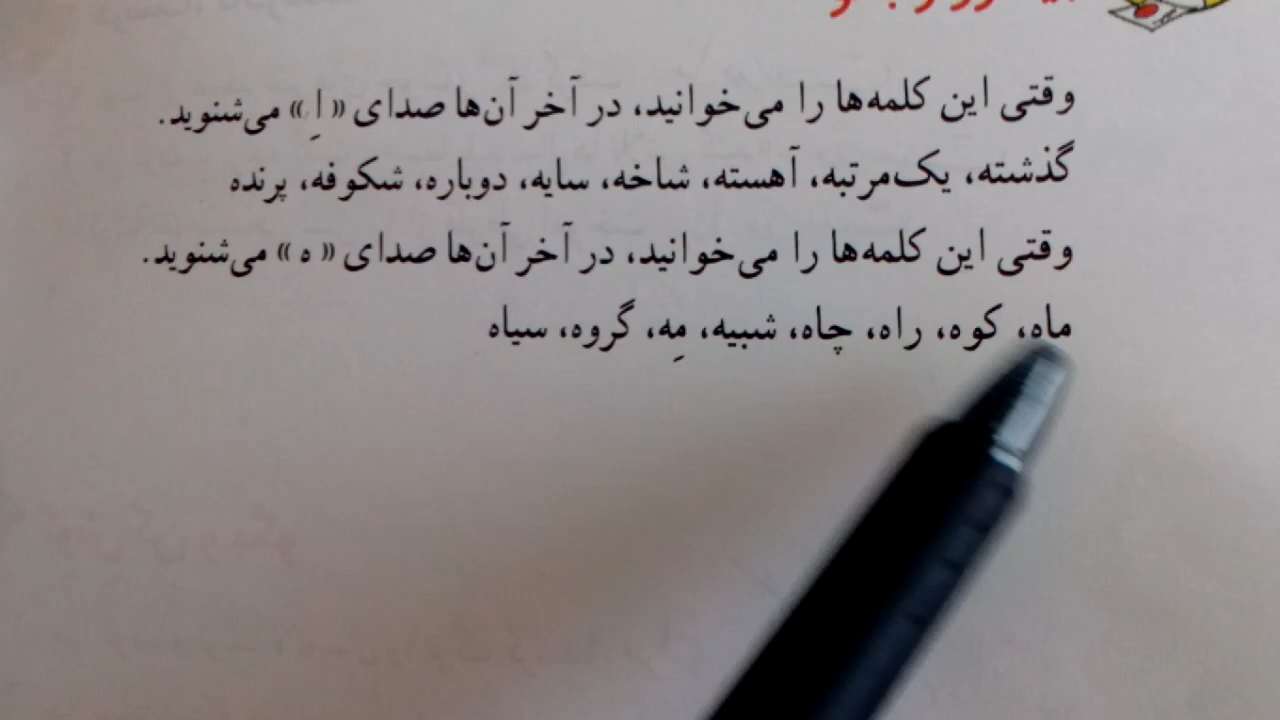 وقتی این کلمه‌ها را می‌خوانید، در آخر آن‌ها صدای «اِ» می‌شنوید.
گذشته، یک‌مرتبه، آهسته، شاخه، سایه، دوباره، شکوفه، پرنده
وقتی این کلمه‌ها را می‌خوانید، در آخر آن‌ها صدای «ه» می‌شنوید.
ماه، کوه، راه، چاه، شبیه، مِه، گروه، سیاه